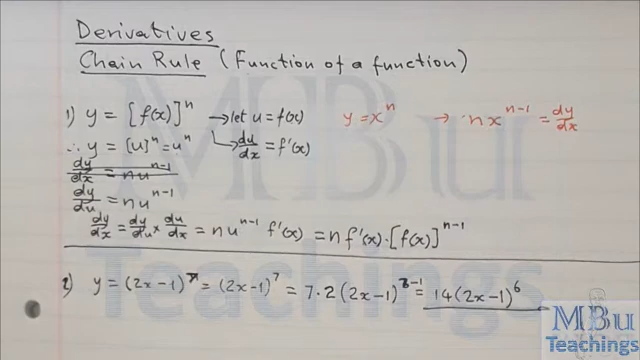 Derivatives
Chain Rule (Function of a function)
1) y = [f(x)]^n → let u = f(x) y = x^n → nx^(n-1) = dy/dx
∴ y = [u]^n = u^n ↳ du/dx = f'(x)
dy/dx = nu^(n-1)
dy/du = nu^(n-1)
dy/dx = dy/du × du/dx = nu^(n-1) f'(x) = n f'(x)·[f(x)]^(n-1)
2) y = (2x-1)^7 = (2x-1)^7 = 7·2(2x-1)^(7-1) = 14(2x-1)^6
MBu
Teachings
MBu
Teachings